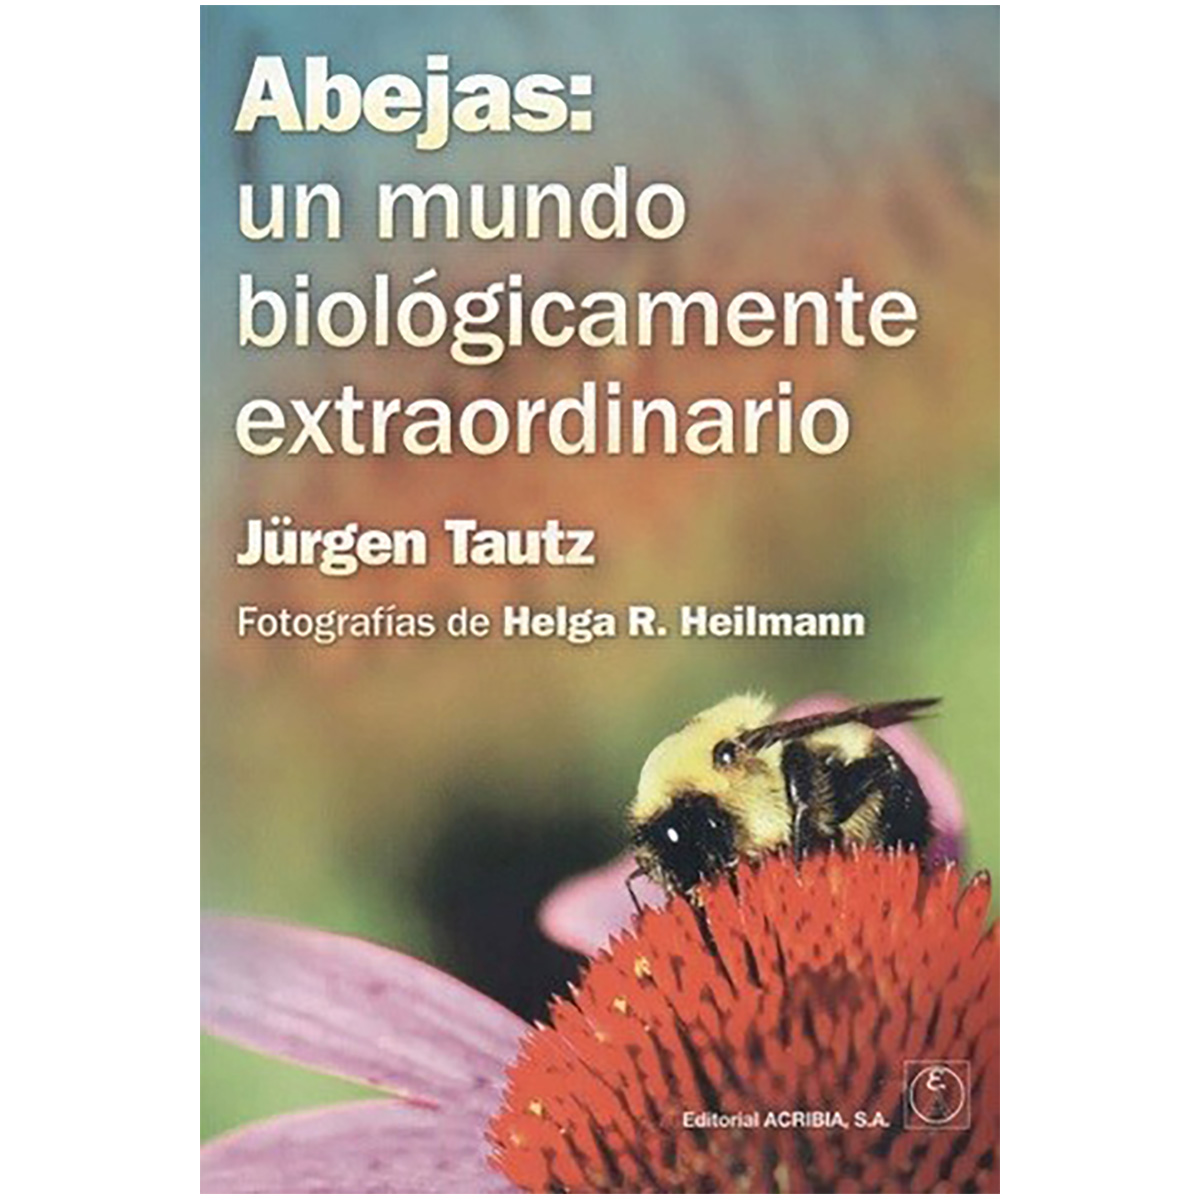 Abejas:
un mundo
biológicamente
extraordinario
Jürgen Tautz
Fotografías de Helga R. Heilmann
Editorial ACRIBIA, S.A.